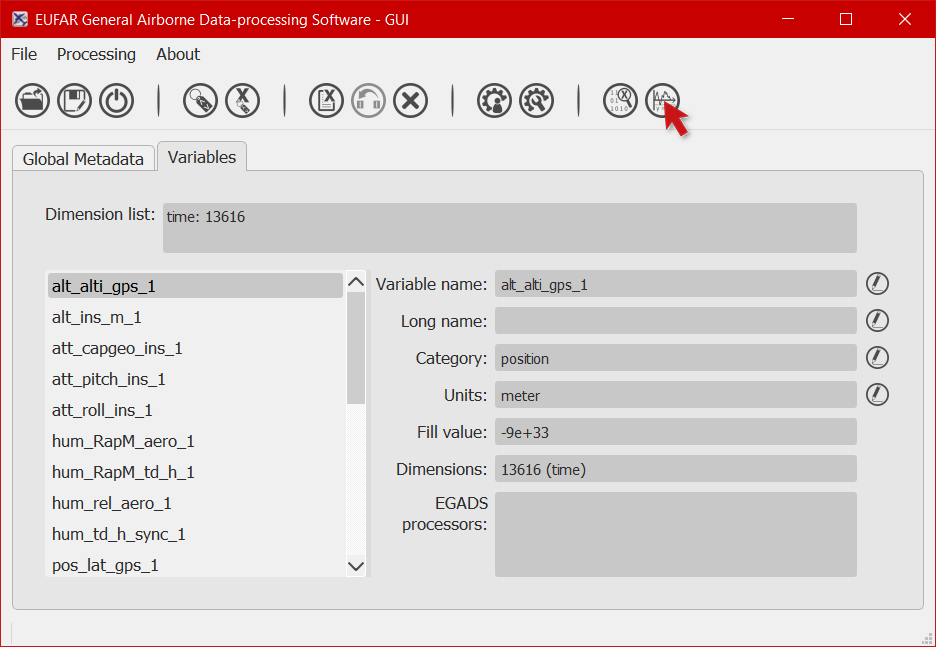 EUFAR General Airborne Data-processing Software - GUI
File Processing About
Global Metadata Variables
Dimension list: time: 13616
alt_alti_gps_1
alt_ins_m_1
att_capgeo_ins_1
att_pitch_ins_1
att_roll_ins_1
hum_RapM_aero_1
hum_RapM_td_h_1
hum_rel_aero_1
hum_td_h_sync_1
pos_lat_gps_1
Variable name: alt_alti_gps_1
Long name:
Category: position
Units: meter
Fill value: -9e+33
Dimensions: 13616 (time)
EGADS
processors: